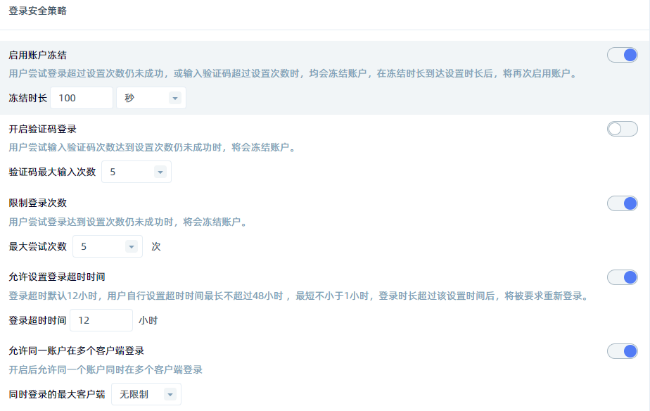 登录安全策略
启用账户冻结
用户尝试登录超过设置次数仍未成功，或输入验证码超过设置次数时，均会冻结账户，在冻结时长到达设置时长后，将再次启用账户。
冻结时长 100 秒
开启验证码登录
用户尝试输入验证码次数达到设置次数仍未成功时，将会冻结账户。
验证码最大输入次数 5
限制登录次数
用户尝试登录达到设置次数仍未成功时，将会冻结账户。
最大尝试次数 5 次
允许设置登录超时时间
登录超时默认12小时，用户自行设置超时时间最长不超过48小时 ，最短不小于1小时，登录时长超过该设置时间后，将被要求重新登录。
登录超时时间 12 小时
允许同一账户在多个客户端登录
开启后允许同一个账户同时在多个客户端登录
同时登录的最大客户端 无限制